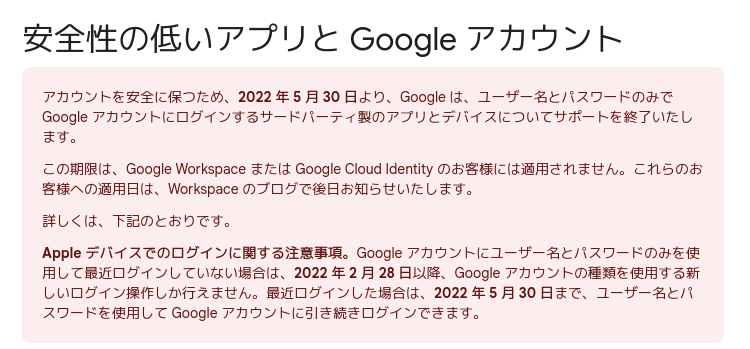 安全性の低いアプリと Google アカウント
アカウントを安全に保つため、2022 年 5 月 30 日より、Google は、ユーザー名とパスワードのみで
Google アカウントにログインするサードパーティ製のアプリとデバイスについてサポートを終了いたし
ます。
この期限は、Google Workspace または Google Cloud Identity のお客様には適用されません。これらのお
客様への適用日は、Workspace のブログで後日お知らせいたします。
詳しくは、下記のとおりです。
Apple デバイスでのログインに関する注意事項。Google アカウントにユーザー名とパスワードのみを使
用して最近ログインしていない場合は、2022 年 2 月 28 日以降、Google アカウントの種類を使用する新
しいログイン操作しか行えません。最近ログインした場合は、2022 年 5 月 30 日まで、ユーザー名とパ
スワードを使用して Google アカウントに引き続きログインできます。